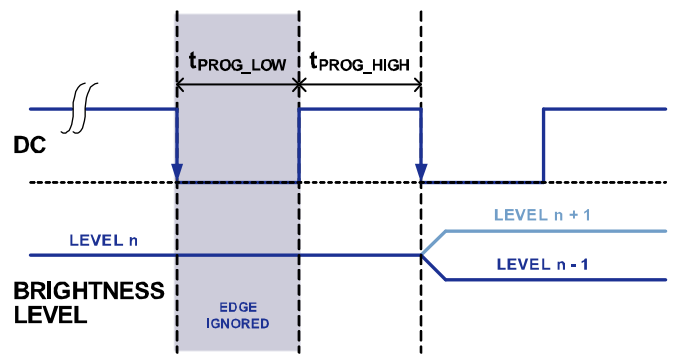 tPROG_LOW
tPROG_HIGH
DC
LEVEL n + 1
LEVEL n
LEVEL n - 1
BRIGHTNESS
LEVEL
EDGE
IGNORED